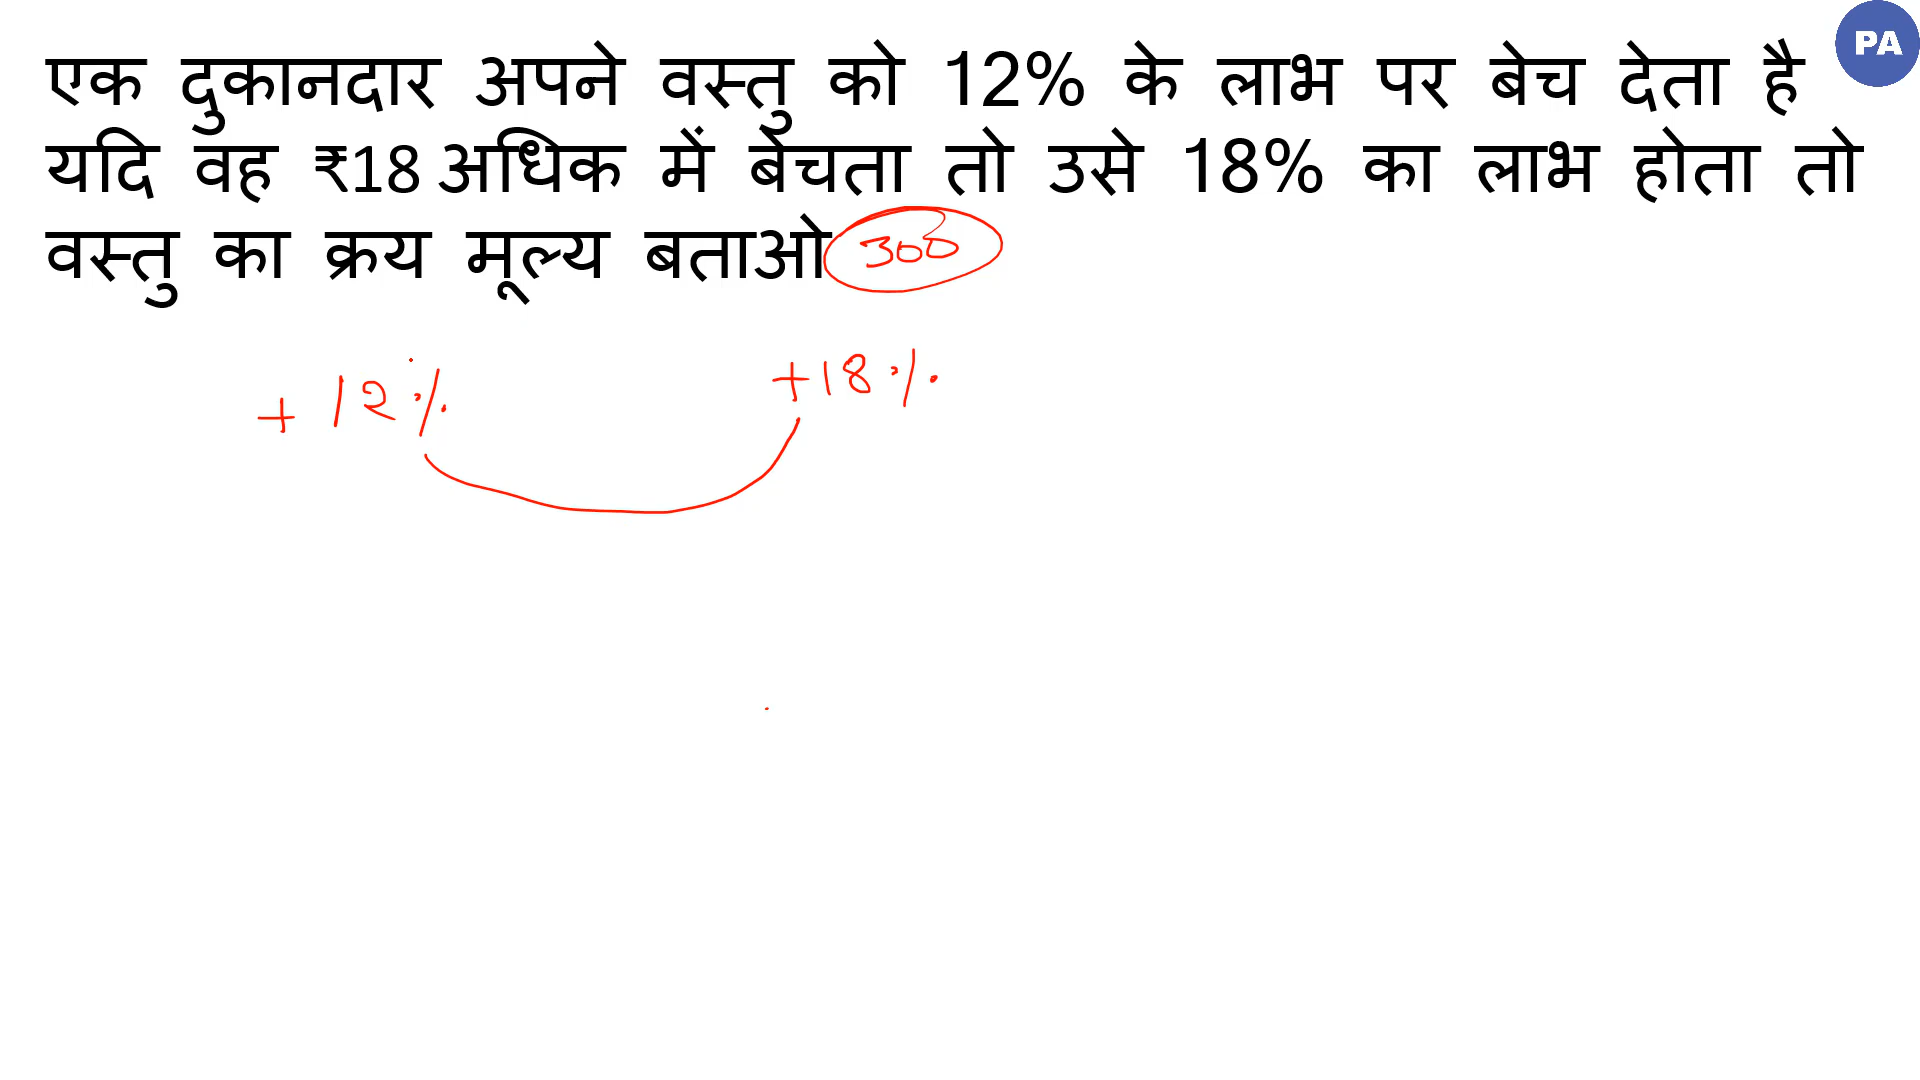 PA
एक दुकानदार अपने वस्तु को 12% के लाभ पर बेच देता है
यदि वह ₹18 अधिक में बेचता तो उसे 18% का लाभ होता तो
वस्तु का क्रय मूल्य बताओ 300
+ 12% +18%